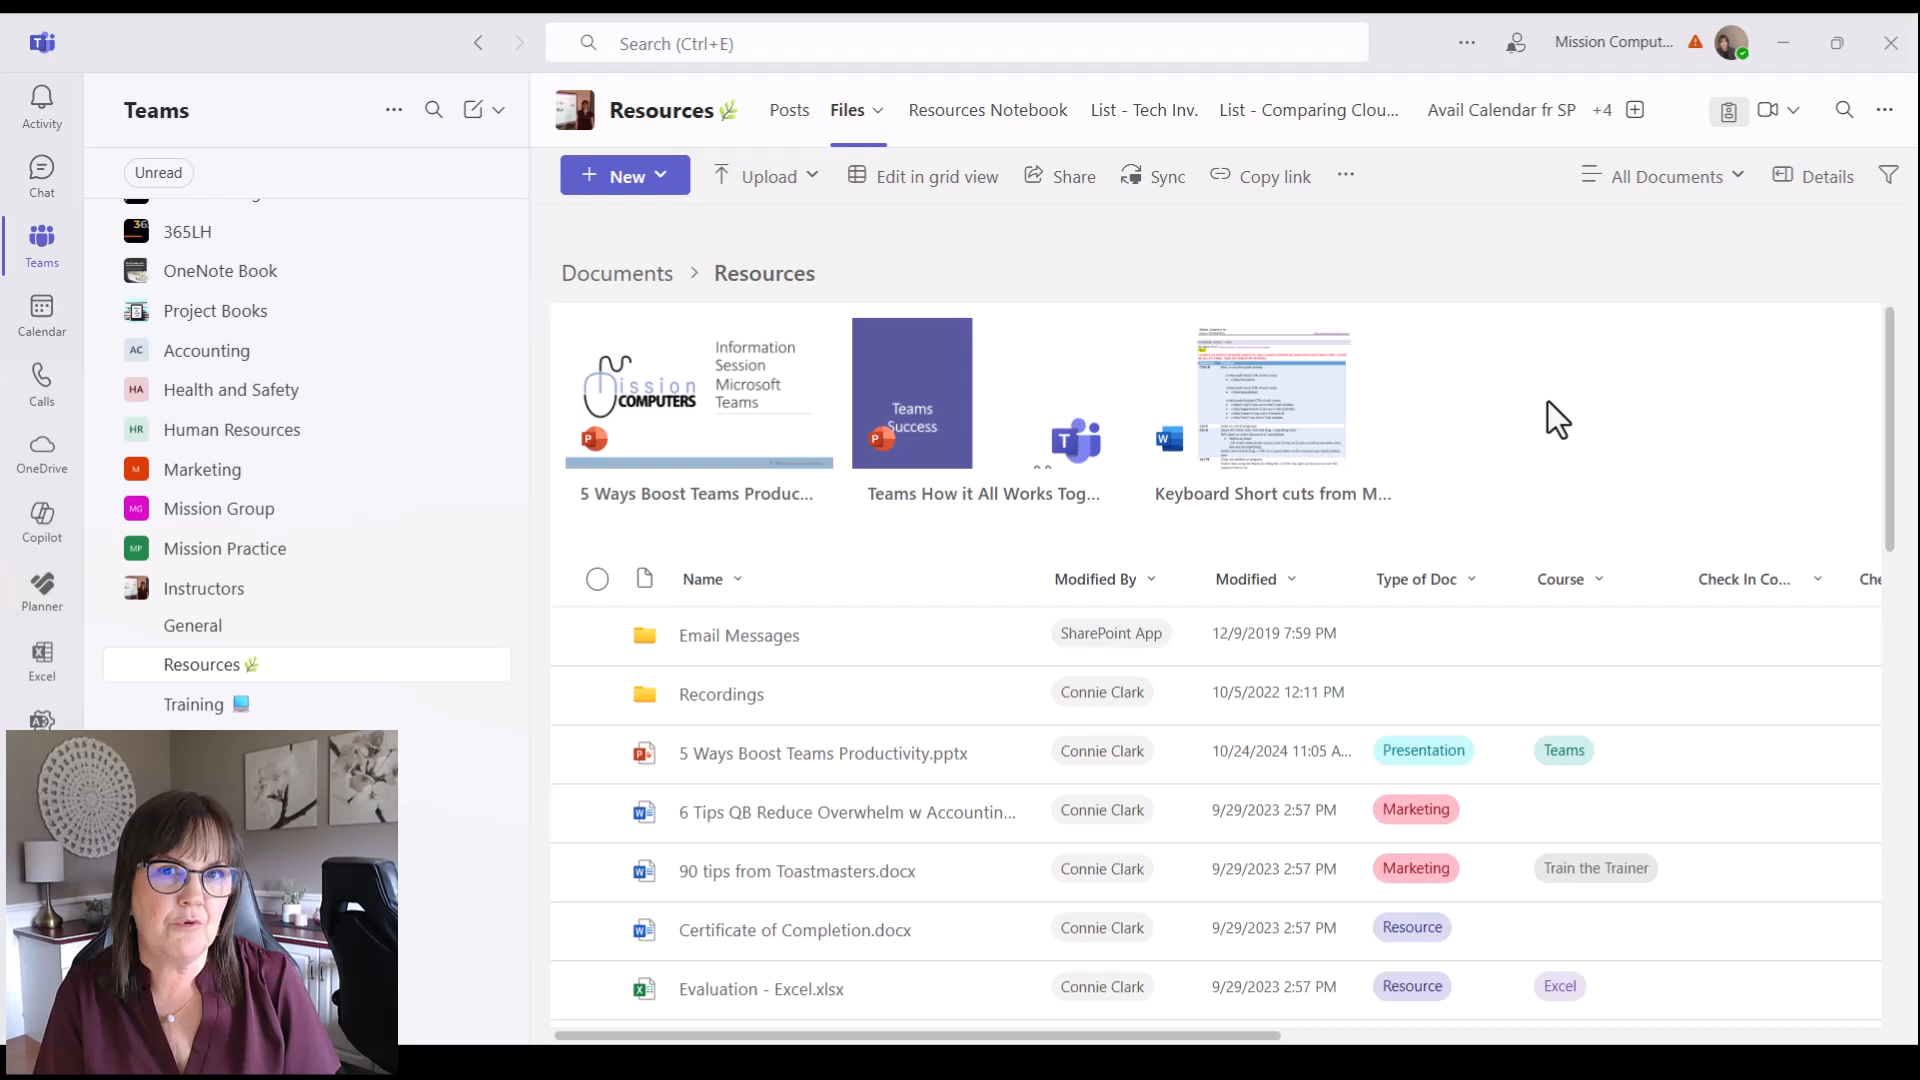 Search (Ctrl+E)
Mission Comput...
Activity
Chat
Teams
Calendar
Calls
OneDrive
Copilot
Planner
Excel
Teams
Unread
365LH
OneNote Book
Project Books
AC Accounting
HA Health and Safety
HR Human Resources
M Marketing
MG Mission Group
MP Mission Practice
Instructors
General
Resources
Training
Resources Posts Files Resources Notebook List - Tech Inv. List - Comparing Clou... Avail Calendar fr SP +4
New Upload Edit in grid view Share Sync Copy link All Documents Details
Documents > Resources
ission
COMPUTERS
Information
Session
Microsoft
Teams
Teams
Success
5 Ways Boost Teams Produc... Teams How it All Works Tog... Keyboard Short cuts from M...
Name Modified By Modified Type of Doc Course Check In Co... Che
Email Messages SharePoint App 12/9/2019 7:59 PM
Recordings Connie Clark 10/5/2022 12:11 PM
5 Ways Boost Teams Productivity.pptx Connie Clark 10/24/2024 11:05 A... Presentation Teams
6 Tips QB Reduce Overwhelm w Accountin... Connie Clark 9/29/2023 2:57 PM Marketing
90 tips from Toastmasters.docx Connie Clark 9/29/2023 2:57 PM Marketing Train the Trainer
Certificate of Completion.docx Connie Clark 9/29/2023 2:57 PM Resource
Evaluation - Excel.xlsx Connie Clark 9/29/2023 2:57 PM Resource Excel